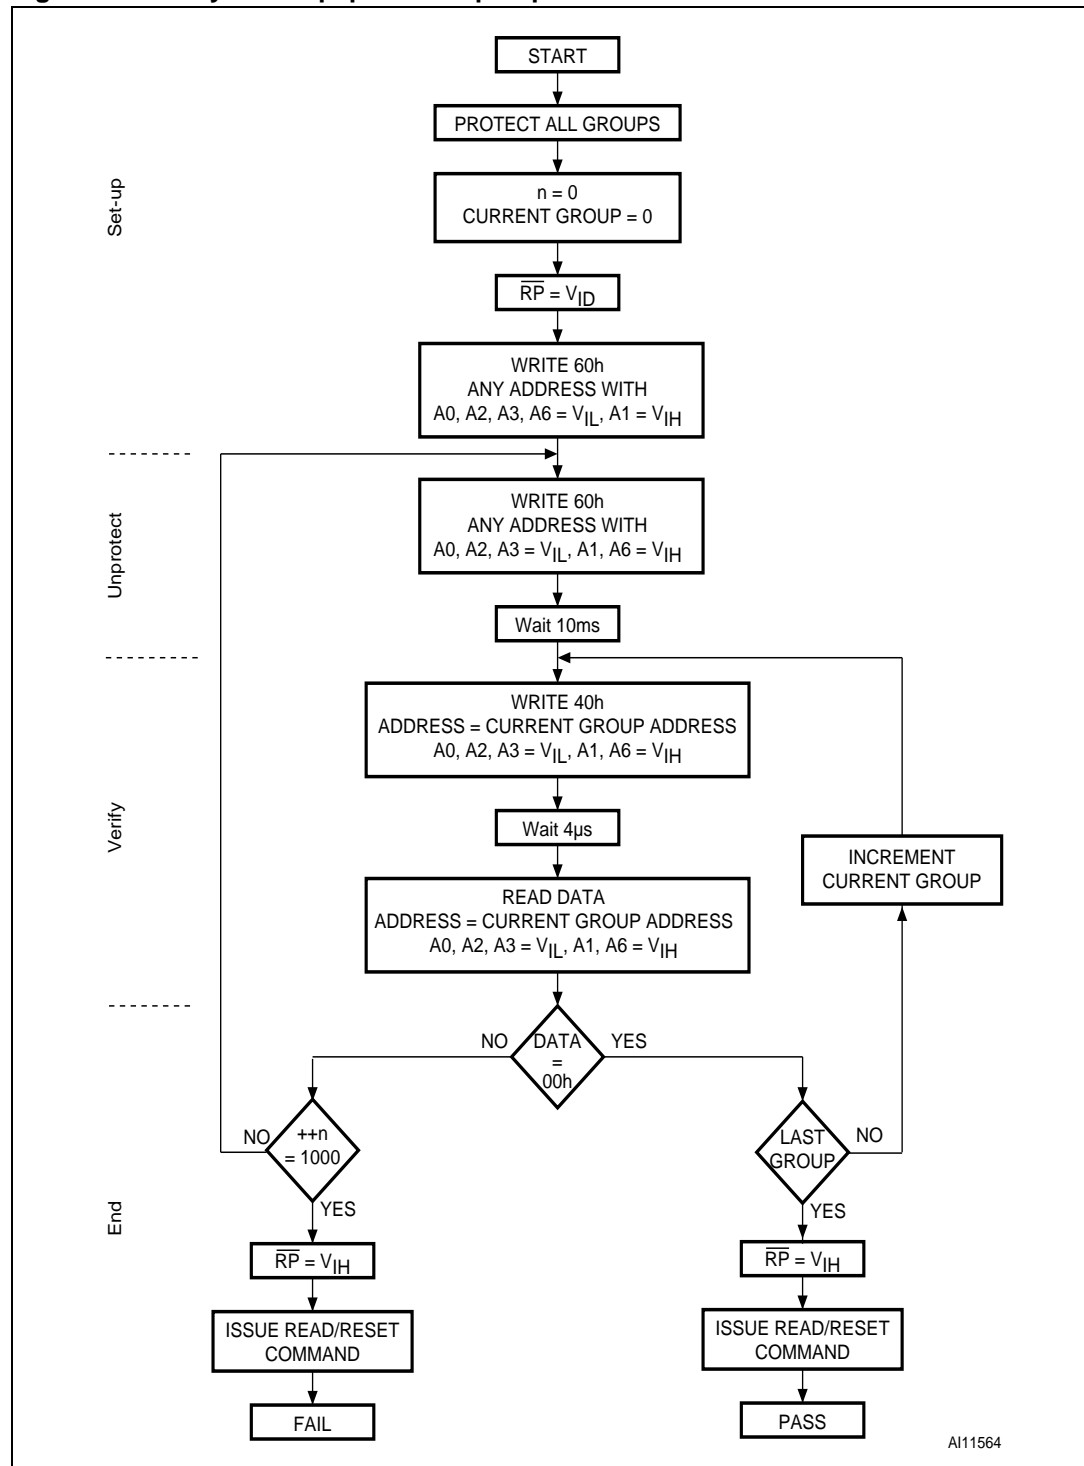 START
PROTECT ALL GROUPS
n = 0
CURRENT GROUP = 0
Set-up
RP = VID
WRITE 60h
ANY ADDRESS WITH
A0, A2, A3, A6 = VIL, A1 = VIH
Unprotect
WRITE 60h
ANY ADDRESS WITH
A0, A2, A3 = VIL, A1, A6 = VIH
Wait 10ms
Verify
WRITE 40h
ADDRESS = CURRENT GROUP ADDRESS
A0, A2, A3 = VIL, A1, A6 = VIH
Wait 4µs
INCREMENT
CURRENT GROUP
READ DATA
ADDRESS = CURRENT GROUP ADDRESS
A0, A2, A3 = VIL, A1, A6 = VIH
End
NO
DATA
=
00h
YES
NO
++n
= 1000
YES
LAST
GROUP
NO
YES
RP = VIH
RP = VIH
ISSUE READ/RESET
COMMAND
ISSUE READ/RESET
COMMAND
FAIL
PASS
AI11564